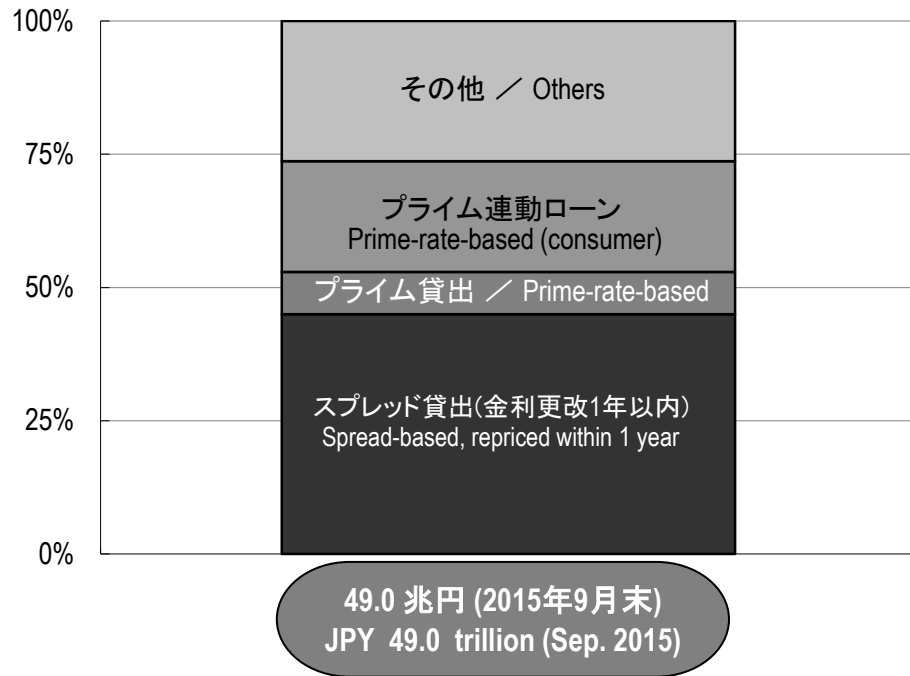 100%
その他 ／ Others
75%
プライム連動ローン
Prime-rate-based (consumer)
50%
プライム貸出 ／ Prime-rate-based
スプレッド貸出(金利更改1年以内)
25%
Spread-based, repriced within 1 year
0%
49.0 兆円 (2015年9月末)
JPY 49.0 trillion (Sep. 2015)